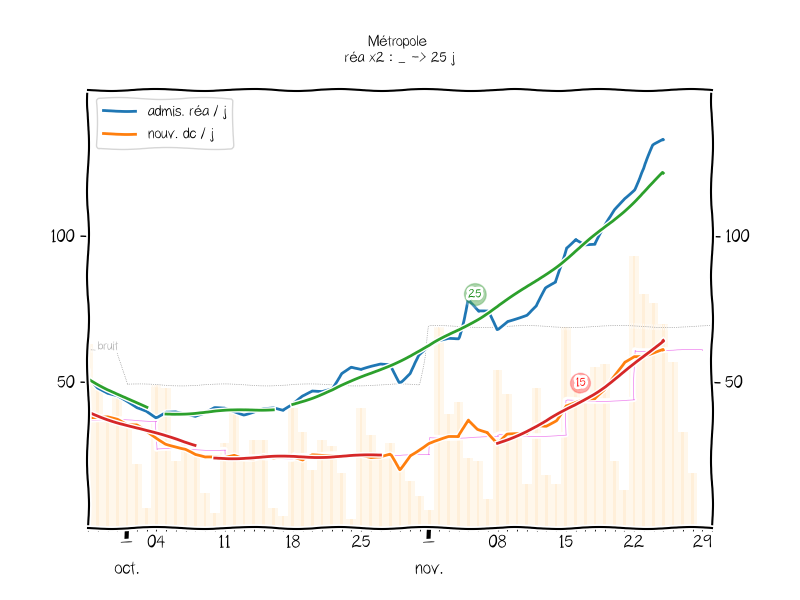 Métropole
réa x2 : _ -> 25 j
admis. réa / j
nouv. dc / j
100
100
25
bruit
50
15
50
04
11
18
25
08
15
22
29
oct.
nov.